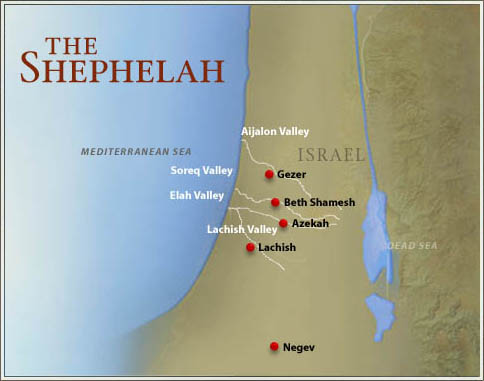 THE
SHEPHELAH
Aijalon Valley
MEDITERRANEAN SEA
ISRAEL
Soreq Valley
Gezer
Elah Valley
Beth Shamesh
Azekah
Lachish Valley
DEAD SEA
Lachish
Negev